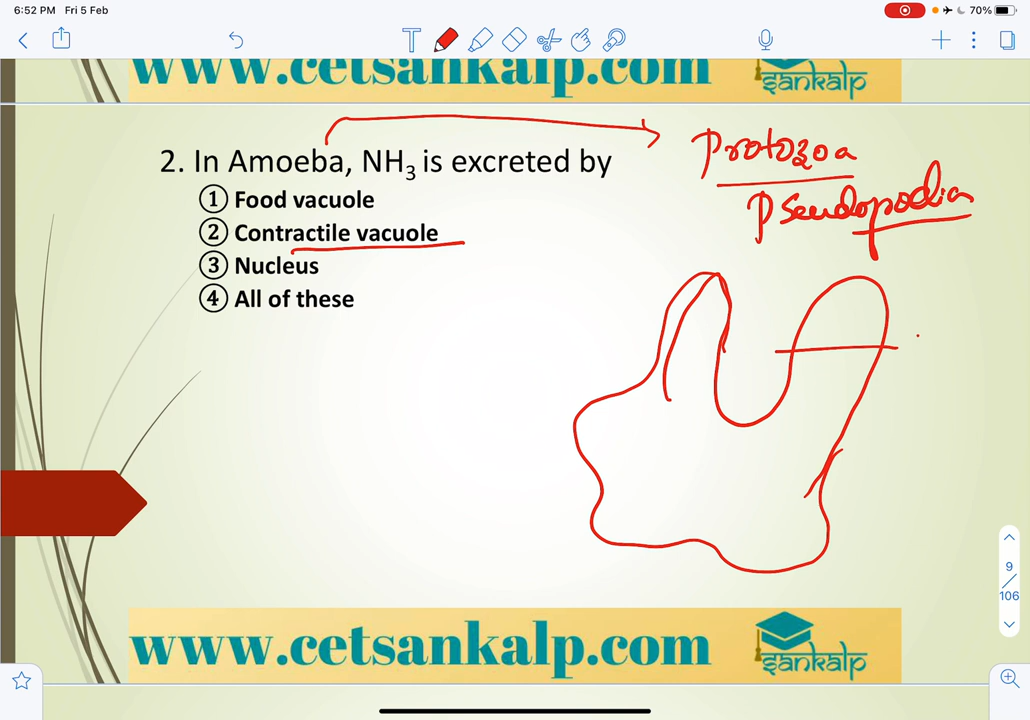 6:52 PM Fri 5 Feb
70%
T
www.cetsankalp.com
sankalp
2. In Amoeba, NH₃ is excreted by
① Food vacuole
② Contractile vacuole
③ Nucleus
④ All of these
Protozoa
Pseudopodia
9
106
www.cetsankalp.com
sankalp